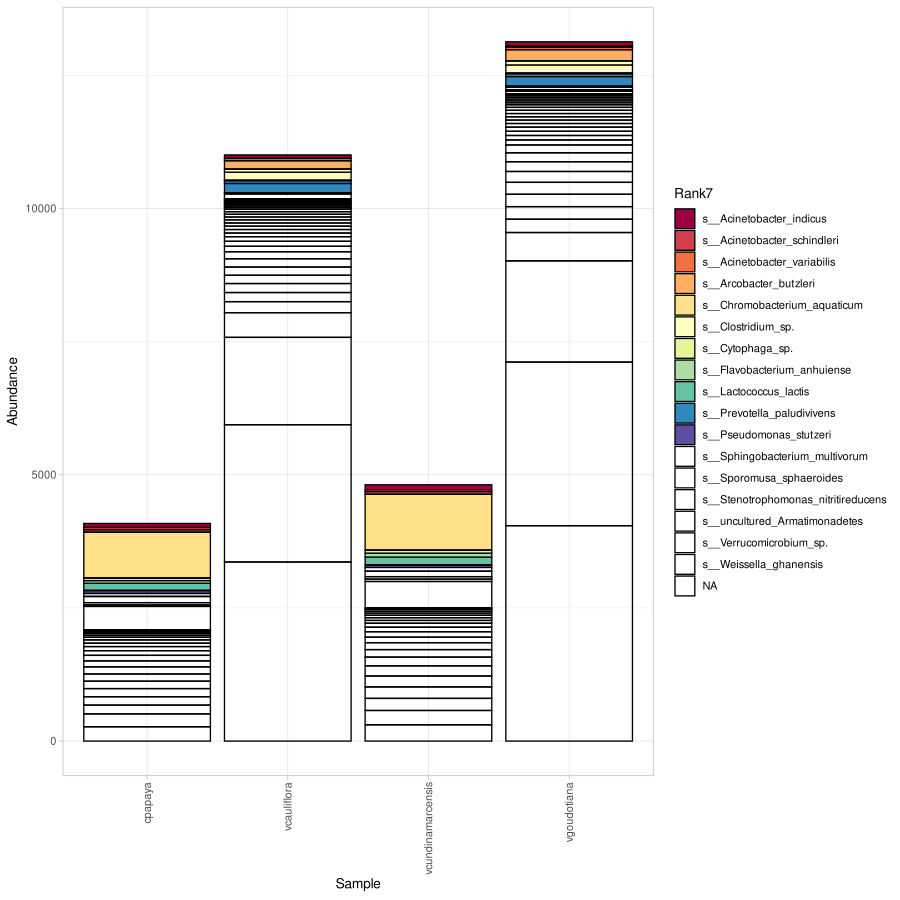 Abundance
10000
5000
0
cpapaya
vcauliflora
vcundinamarcensis
vgoudotiana
Sample
Rank7
s__Acinetobacter_indicus
s__Acinetobacter_schindleri
s__Acinetobacter_variabilis
s__Arcobacter_butzleri
s__Chromobacterium_aquaticum
s__Clostridium_sp.
s__Cytophaga_sp.
s__Flavobacterium_anhuiense
s__Lactococcus_lactis
s__Prevotella_paludivivens
s__Pseudomonas_stutzeri
s__Sphingobacterium_multivorum
s__Sporomusa_sphaeroides
s__Stenotrophomonas_nitritireducens
s__uncultured_Armatimonadetes
s__Verrucomicrobium_sp.
s__Weissella_ghanensis
NA